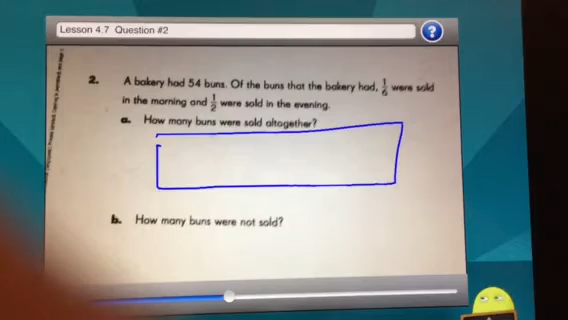 Lesson 4.7 Question #2
?
2. A bakery had 54 buns. Of the buns that the bakery had, 1/6 were sold
in the morning and 1/2 were sold in the evening.
a. How many buns were sold altogether?
b. How many buns were not sold?